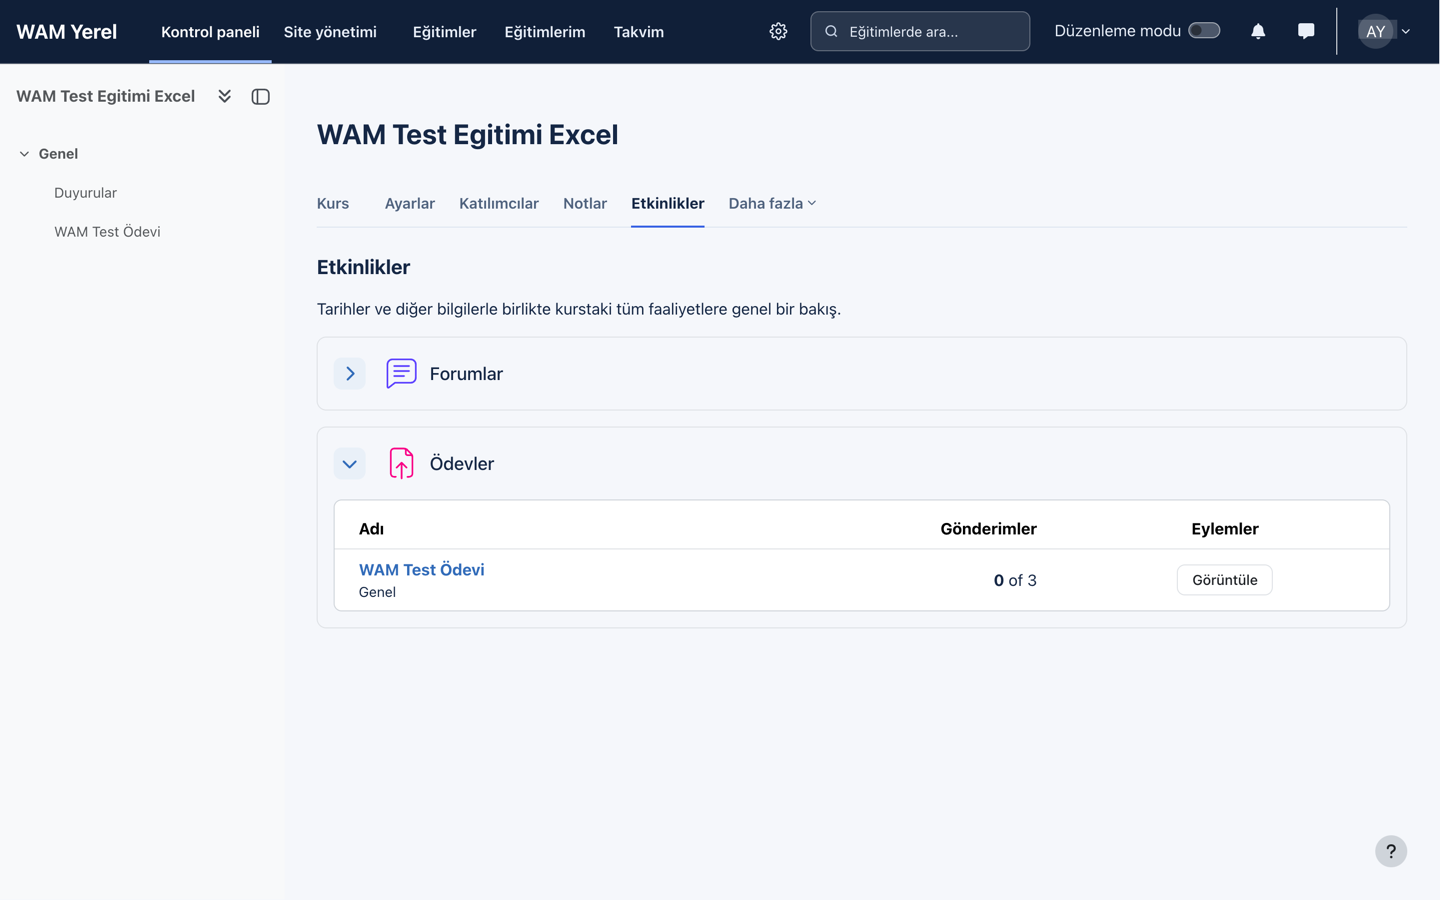 WAM Yerel
Kontrol paneli
Site yönetimi
Eğitimler
Eğitimlerim
Takvim
Eğitimlerde ara...
Düzenleme modu
AY
WAM Test Egitimi Excel
Genel
Duyurular
WAM Test Ödevi
WAM Test Egitimi Excel
Kurs
Ayarlar
Katılımcılar
Notlar
Etkinlikler
Daha fazla
Etkinlikler
Tarihler ve diğer bilgilerle birlikte kurstaki tüm faaliyetlere genel bir bakış.
Forumlar
Ödevler
Adı
Gönderimler
Eylemler
WAM Test Ödevi
Genel
0 of 3
Görüntüle
?